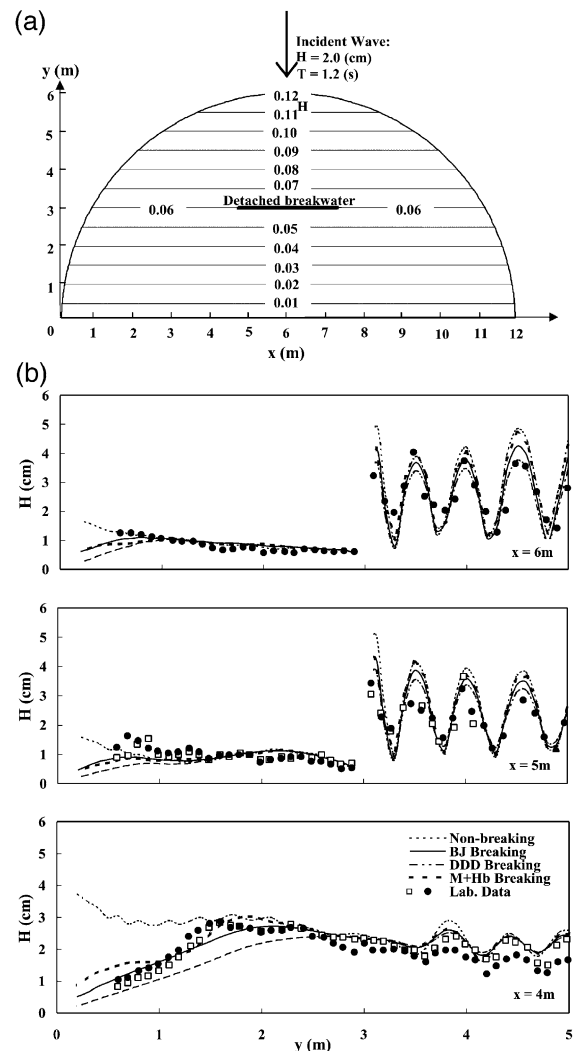 (a)
Incident Wave:
H = 2.0 (cm)
T = 1.2 (s)
y (m)
6
5
4
3
2
1
0
0.12
0.11 H
0.10
0.09
0.08
0.07
Detached breakwater
0.06 0.06
0.05
0.04
0.03
0.02
0.01
1 2 3 4 5 6 7 8 9 10 11 12
x (m)
(b)
H (cm)
6
5
4
3
2
1
0
x = 6m
H (cm)
6
5
4
3
2
1
0
x = 5m
H (cm)
6
5
4
3
2
1
0
Non-breaking
BJ Breaking
DDD Breaking
M+Hb Breaking
Lab. Data
x = 4m
0 1 2 3 4 5
y (m)